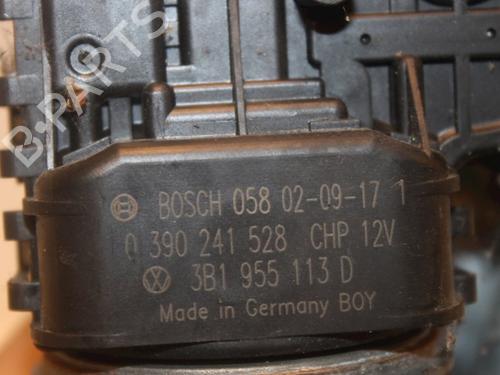 B-PARTS
BOSCH 058 02-09-17 1
0 390 241 528 CHP 12V
3B1 955 113 D
Made in Germany BOY